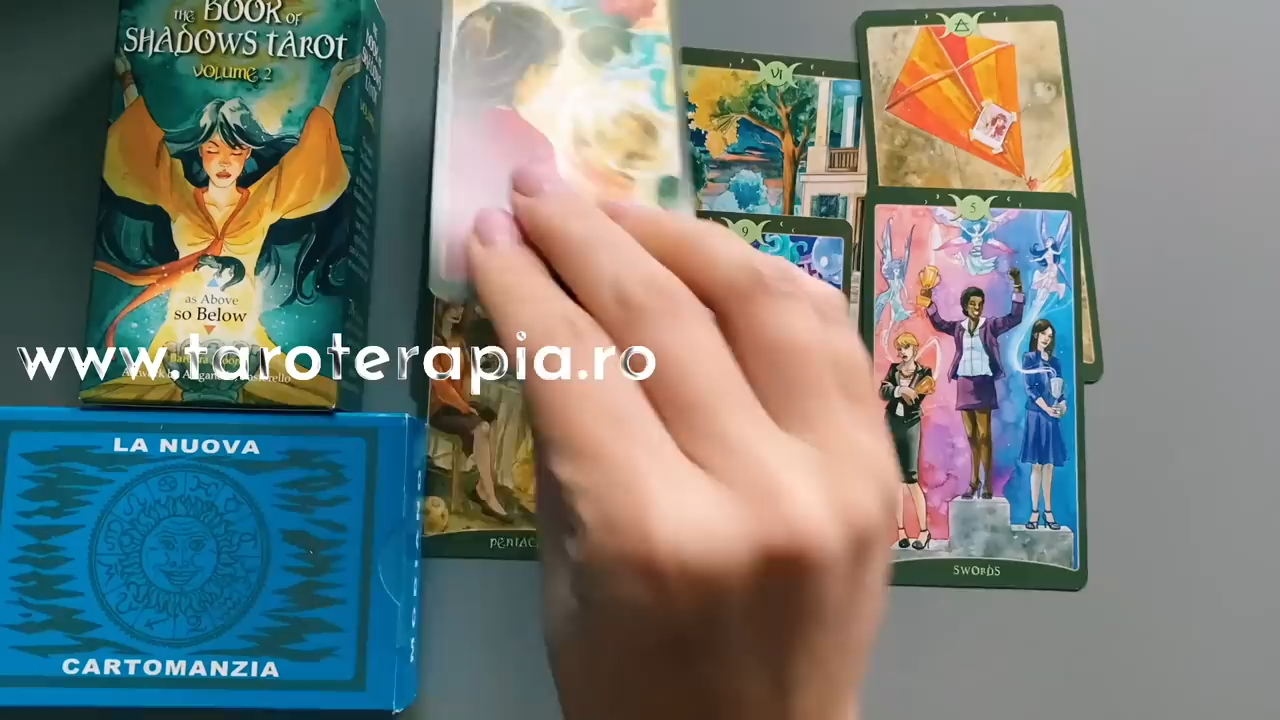 the BOOK OF
SHADOWS TAROT
VOLUME 2
as Above
so Below
www.taroterapia.ro
LA NUOVA
CARTOMANZIA
VI
9
5
SWORDS